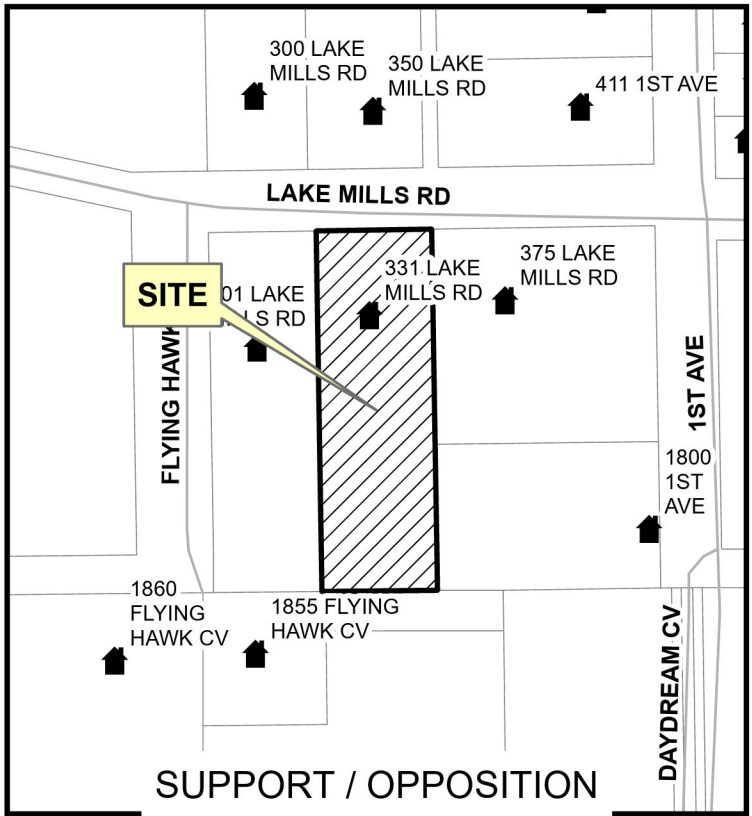 300 LAKE
MILLS RD
350 LAKE
MILLS RD
411 1ST AVE
LAKE MILLS RD
SITE
01 LAKE
S RD
331 LAKE
MILLS RD
375 LAKE
MILLS RD
FLYING HAWK
1ST AVE
1800
1ST
AVE
1860
FLYING
HAWK CV
1855 FLYING
HAWK CV
DAYDREAM CV
SUPPORT / OPPOSITION